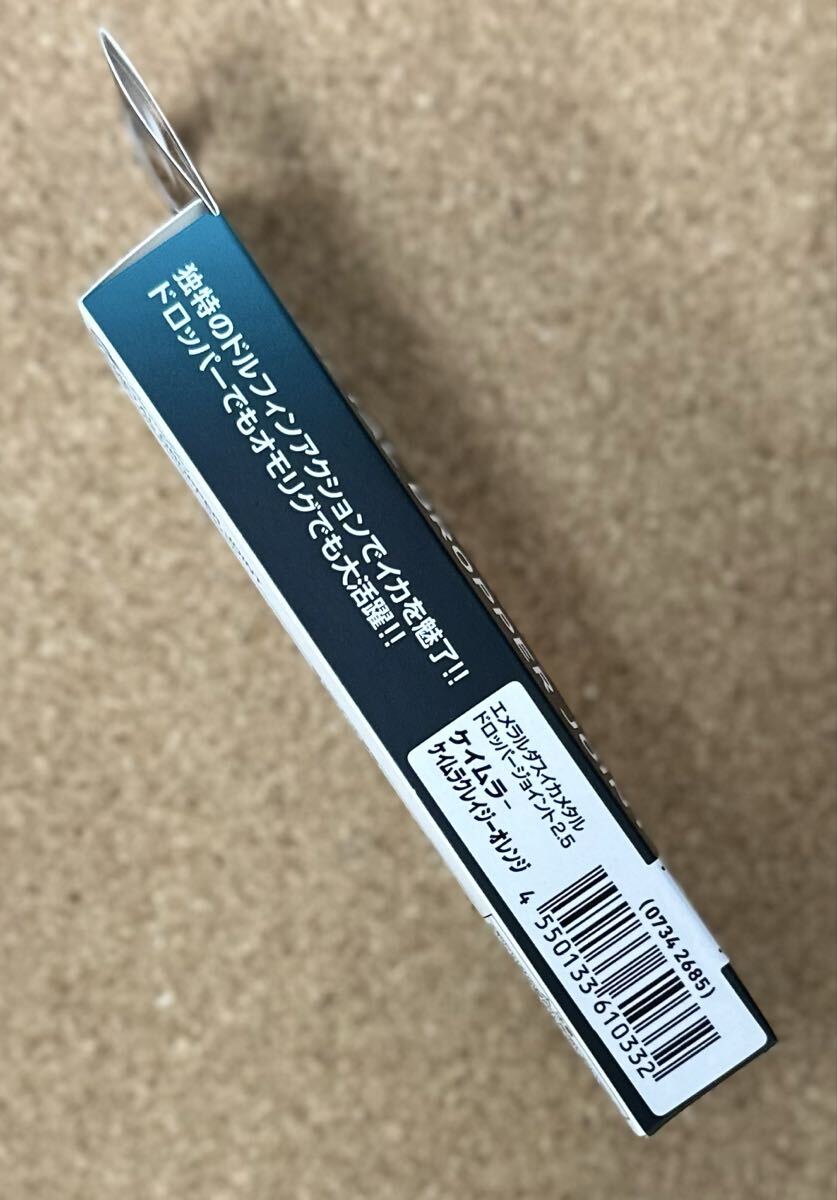 独特のドルフィンアクションでイカを魅了!!
ドロッパーでもオモリグでも大活躍!!
DROPPER JOINT
エメラルダスイカメタル
ドロッパージョイント2.5
ケイムラ-
ケイムラクレイジーオレンジ
(0734 2685)
4 550133 610332